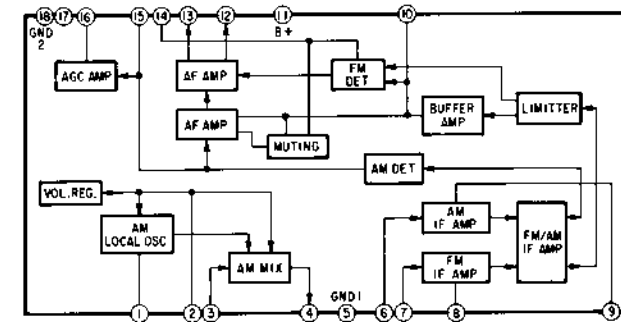 18 17 16 15 14 13 12 11 10
GND 2
B+
AGC AMP
AF AMP
FM DET
AF AMP
BUFFER AMP
LIMITTER
MUTING
AM DET
VOL.REG.
AM LOCAL OSC
AM IF AMP
FM/AM IF AMP
AM MIX
FM IF AMP
GND 1
1 2 3 4 5 6 7 8 9